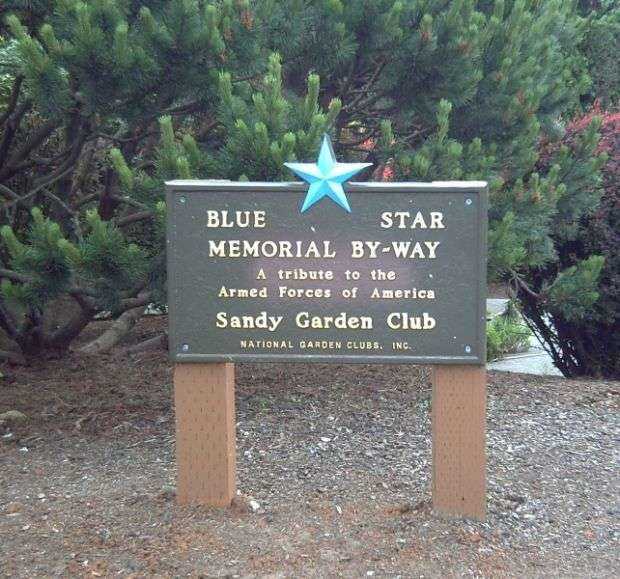 BLUE STAR
MEMORIAL BY-WAY
A tribute to the
Armed Forces of America
Sandy Garden Club
NATIONAL GARDEN CLUBS, INC.